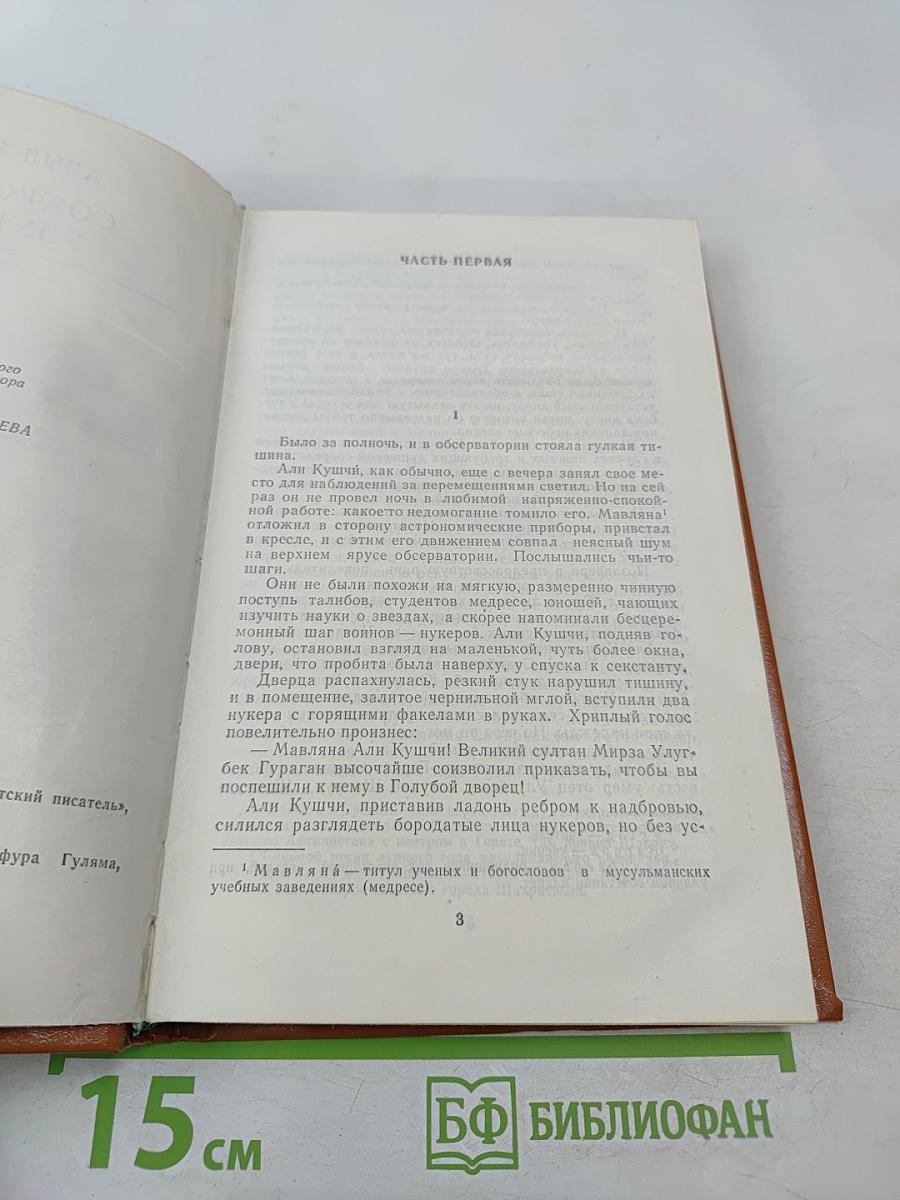 АДЫЛ
СОКРО
ого
ора
ЕВА
тский писатель»,
фура Гуляма,
ЧАСТЬ ПЕРВАЯ
1
Было за полночь, и в обсерватории стояла гулкая ти-
шина.
Али Кушчи́, как обычно, еще с вечера занял свое ме-
сто для наблюдений за перемещениями светил. Но на сей
раз он не провел ночь в любимой напряженно-спокой-
ной работе: какое-то недомогание томило его. Мавляна¹
отложил в сторону астрономические приборы, привстал
в кресле, и с этим его движением совпал неясный шум
на верхнем ярусе обсерватории. Послышались чьи-то
шаги.
Они не были похожи на мягкую, размеренно чинную
поступь талибов, студентов медресе, юношей, чающих
изучить науки о звездах, а скорее напоминали бесцере-
монный шаг воинов — нукеров. Али Кушчи, подняв го-
лову, остановил взгляд на маленькой, чуть более окна,
двери, что пробита была наверху, у спуска к секстанту.
Дверца распахнулась, резкий стук нарушил тишину,
и в помещение, залитое чернильной мглой, вступили два
нукера с горящими факелами в руках. Хриплый голос
повелительно произнес:
— Мавляна Али Кушчи! Великий султан Мирза Улуг-
бек Гураган высочайше соизволил приказать, чтобы вы
поспешили к нему в Голубой дворец!
Али Кушчи, приставив ладонь ребром к надбровью,
силился разглядеть бородатые лица нукеров, но без ус-
¹ Мавляна́ — титул ученых и богословов в мусульманских
учебных заведениях (медресе).
3
15 см
БФ БИБЛИОФАН